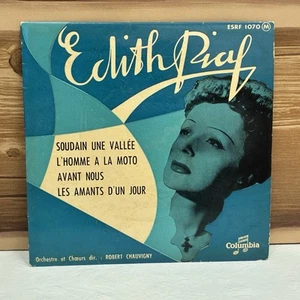 ESRF 1070 M
Edith Piaf
SOUDAIN UNE VALLÉE
L'HOMME A LA MOTO
AVANT NOUS
LES AMANTS D'UN JOUR
Columbia
Orchestre et Chœurs dir. : ROBERT CHAUVIGNY